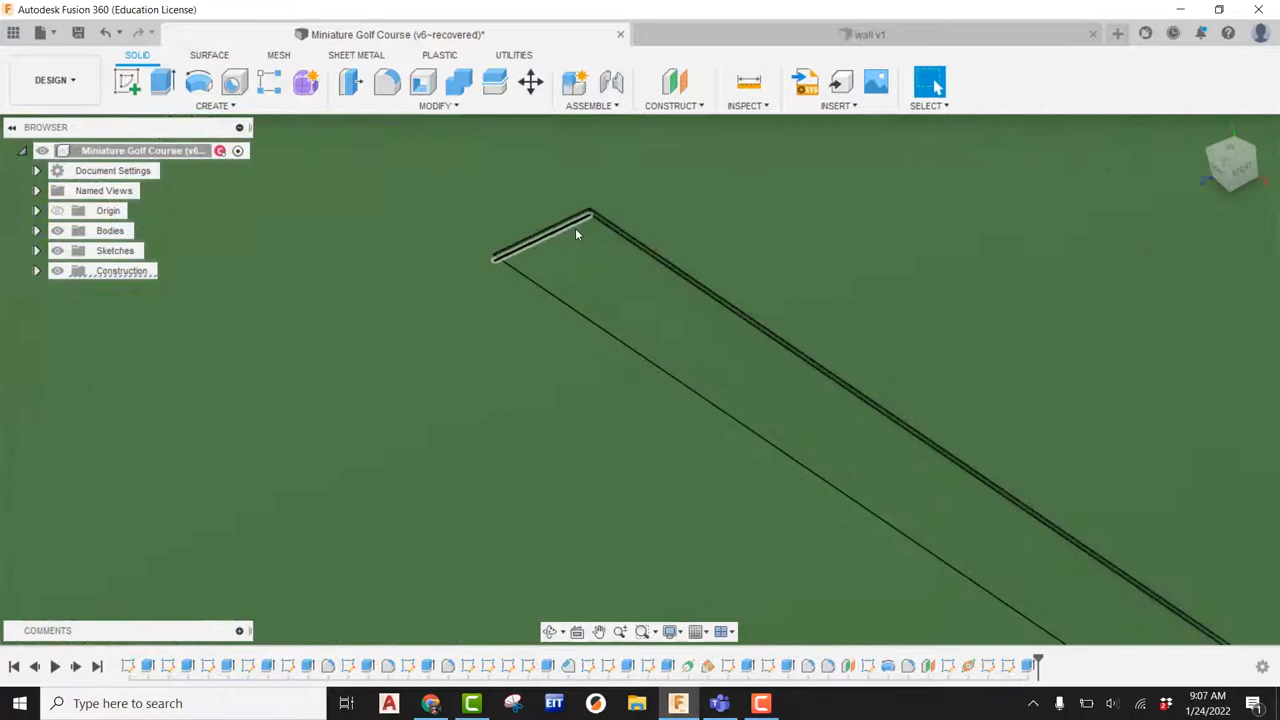 Autodesk Fusion 360 (Education License)
Miniature Golf Course (v6~recovered)*
wall v1
SOLID
SURFACE
MESH
SHEET METAL
PLASTIC
UTILITIES
DESIGN
CREATE
MODIFY
ASSEMBLE
CONSTRUCT
INSPECT
INSERT
SELECT
BROWSER
Miniature Golf Course (v6...
Document Settings
Named Views
Origin
Bodies
Sketches
Construction
RIGHT
COMMENTS
Type here to search
A
C
EIT
F
9:07 AM
1/24/2022